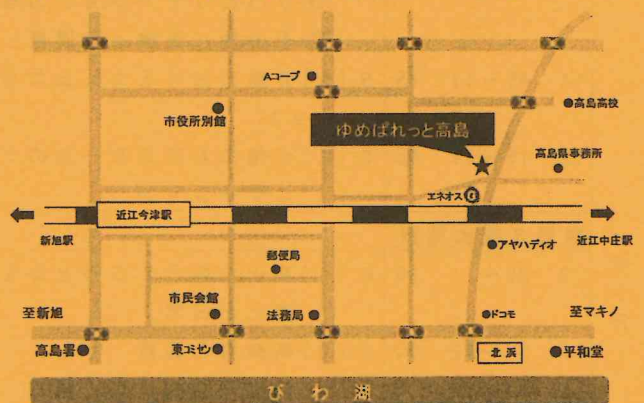 Aコープ
高島高校
市役所別館
ゆめぱれっと高島
高島県事務所
エネオス
近江今津駅
新旭駅
近江中庄駅
アヤハディオ
郵便局
市民会館
法務局
ドコモ
至新旭
至マキノ
高島署
東コミセン
北浜
平和堂
びわ湖